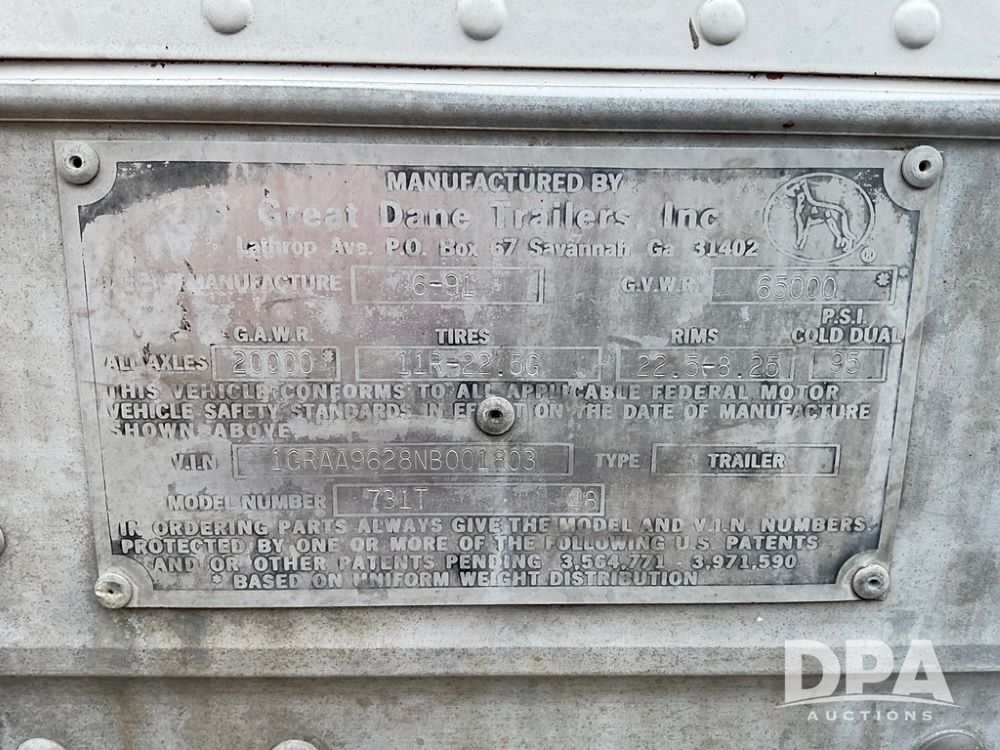 MANUFACTURED BY
Great Dane Trailers, Inc
Lathrop Ave. P.O. Box 67 Savannah, Ga 31402
MANUFACTURE 6-91 G.V.W.R. 65000 *
P.S.I.
G.A.W.R. TIRES RIMS COLD DUAL
ALL AXLES 20000 * 11R-22.5G 22.5-8.25 95
THIS VEHICLE CONFORMS TO ALL APPLICABLE FEDERAL MOTOR
VEHICLE SAFETY STANDARDS IN EFFECT ON THE DATE OF MANUFACTURE
SHOWN ABOVE
V.I.N 1GRAA9628NB001803 TYPE TRAILER
MODEL NUMBER 731T 48
IN ORDERING PARTS ALWAYS GIVE THE MODEL AND V.I.N. NUMBERS.
PROTECTED BY ONE OR MORE OF THE FOLLOWING U.S. PATENTS
AND/OR OTHER PATENTS PENDING 3,564,771 - 3,971,590
* BASED ON UNIFORM WEIGHT DISTRIBUTION
DPA
AUCTIONS